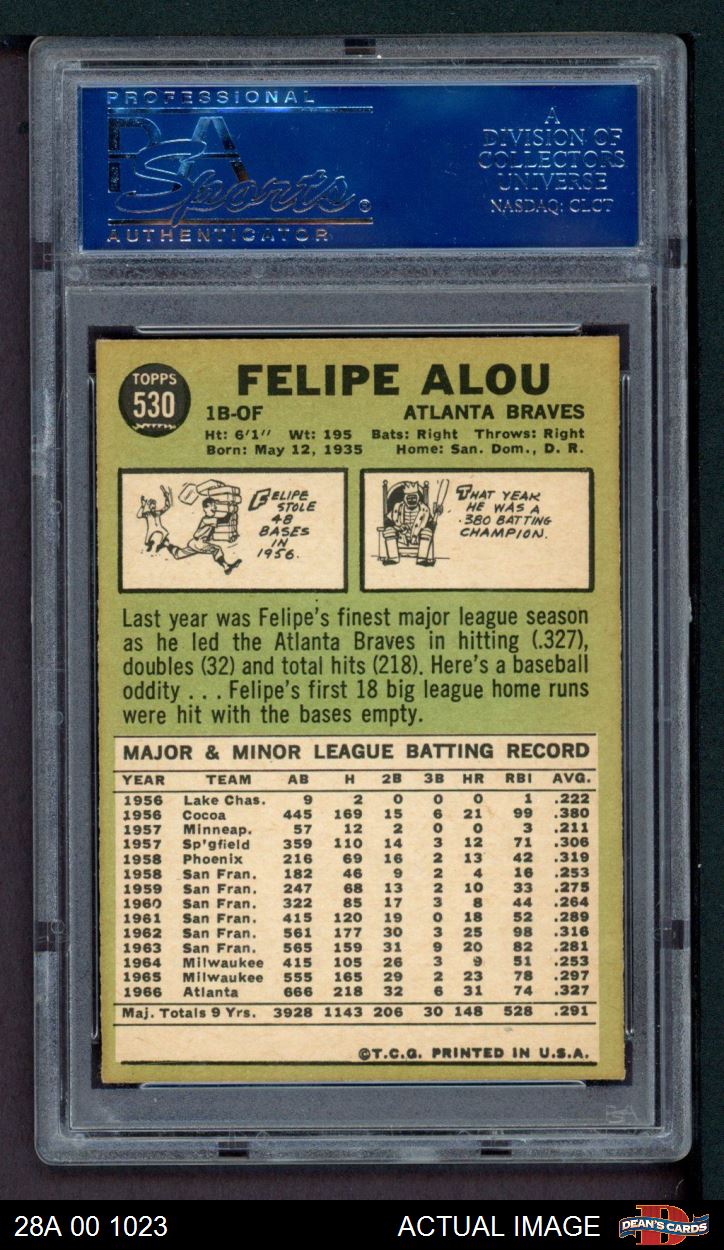 PROFESSIONAL
PSA
Sports®
AUTHENTICATOR
A
DIVISION OF
COLLECTORS
UNIVERSE
NASDAQ: CLCT
TOPPS
530
FELIPE ALOU
1B-OF ATLANTA BRAVES
Ht: 6'1" Wt: 195 Bats: Right Throws: Right
Born: May 12, 1935 Home: San. Dom., D. R.
FELIPE
STOLE
48
BASES
IN
1956.
THAT YEAR
HE WAS A
.380 BATTING
CHAMPION.
Last year was Felipe's finest major league season
as he led the Atlanta Braves in hitting (.327),
doubles (32) and total hits (218). Here's a baseball
oddity . . . Felipe's first 18 big league home runs
were hit with the bases empty.
MAJOR & MINOR LEAGUE BATTING RECORD
YEAR TEAM AB H 2B 3B HR RBI AVG.
1956 Lake Chas. 9 2 0 0 0 1 .222
1956 Cocoa 445 169 15 6 21 99 .380
1957 Minneap. 57 12 2 0 0 3 .211
1957 Sp'gfield 359 110 14 3 12 71 .306
1958 Phoenix 216 69 16 2 13 42 .319
1958 San Fran. 182 46 9 2 4 16 .253
1959 San Fran. 247 68 13 2 10 33 .275
1960 San Fran. 322 85 17 3 8 44 .264
1961 San Fran. 415 120 19 0 18 52 .289
1962 San Fran. 561 177 30 3 25 98 .316
1963 San Fran. 565 159 31 9 20 82 .281
1964 Milwaukee 415 105 26 3 9 51 .253
1965 Milwaukee 555 165 29 2 23 78 .297
1966 Atlanta 666 218 32 6 31 74 .327
Maj. Totals 9 Yrs. 3928 1143 206 30 148 528 .291
©T.C.G. PRINTED IN U.S.A.
PSA
28A 00 1023 ACTUAL IMAGE DEAN'S CARDS